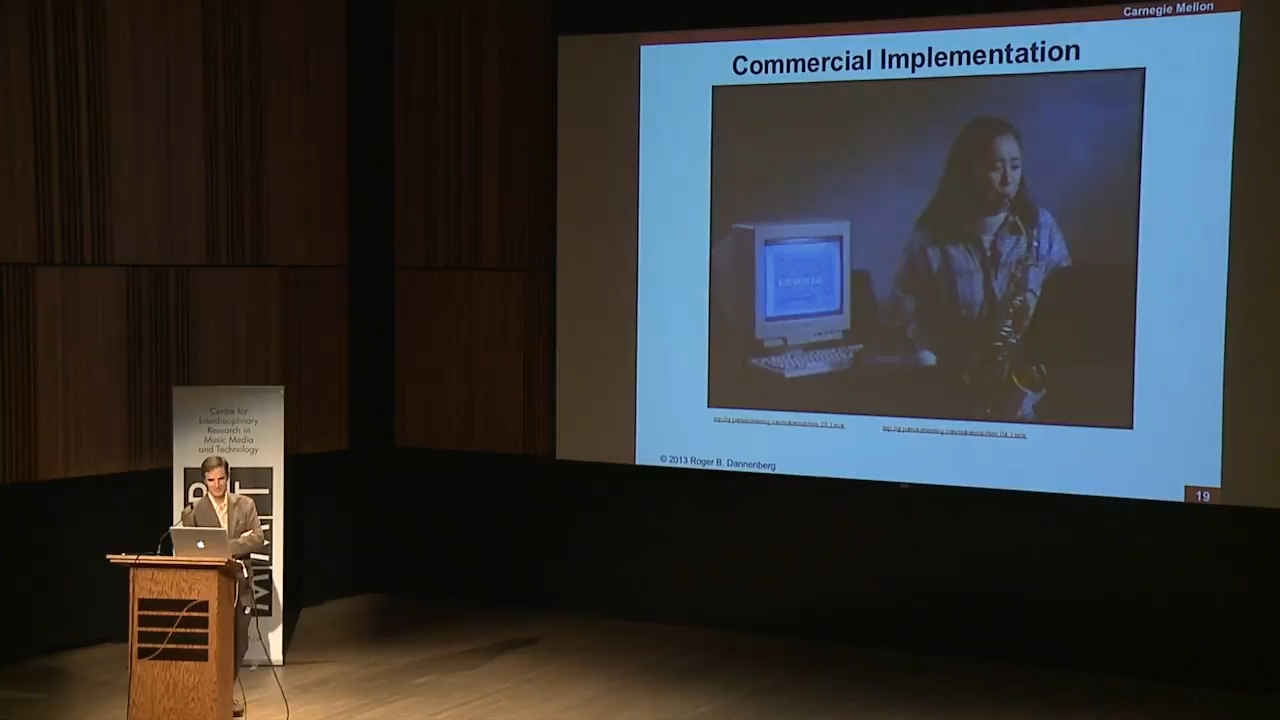 Carnegie Mellon
Commercial Implementation
© 2013 Roger B. Dannenberg
19
Centre for
Interdisciplinary
Research in
Music Media
and Technology